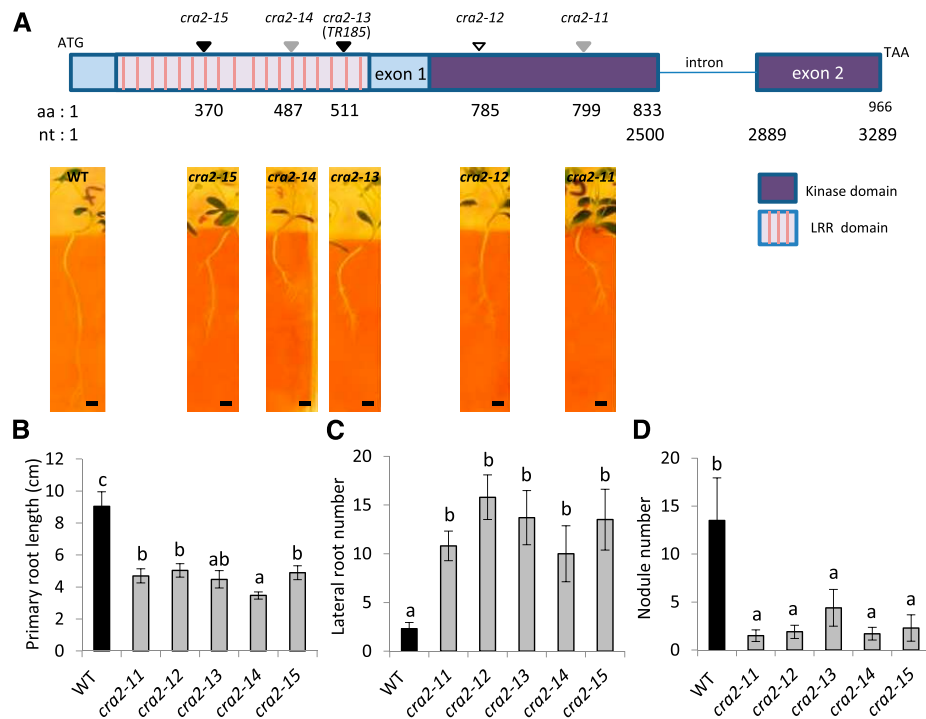 A
cra2-15 cra2-14 cra2-13 cra2-12 cra2-11
(TR185)
ATG TAA
exon 1 intron exon 2
aa : 1 370 487 511 785 799 833 966
nt : 1 2500 2889 3289
WT cra2-15 cra2-14 cra2-13 cra2-12 cra2-11
Kinase domain
LRR domain
B
Primary root length (cm)
12
10
8
6
4
2
0
c b b ab a b
WT cra2-11 cra2-12 cra2-13 cra2-14 cra2-15
C
Lateral root number
20
15
10
5
0
a b b b b b
WT cra2-11 cra2-12 cra2-13 cra2-14 cra2-15
D
Nodule number
20
15
10
5
0
b a a a a a
WT cra2-11 cra2-12 cra2-13 cra2-14 cra2-15